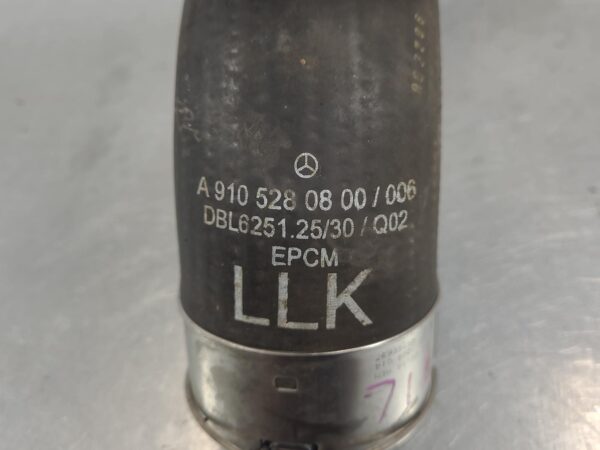 A 910 528 08 00 / 006
DBL6251.25/30 / Q02
EPCM
LLK